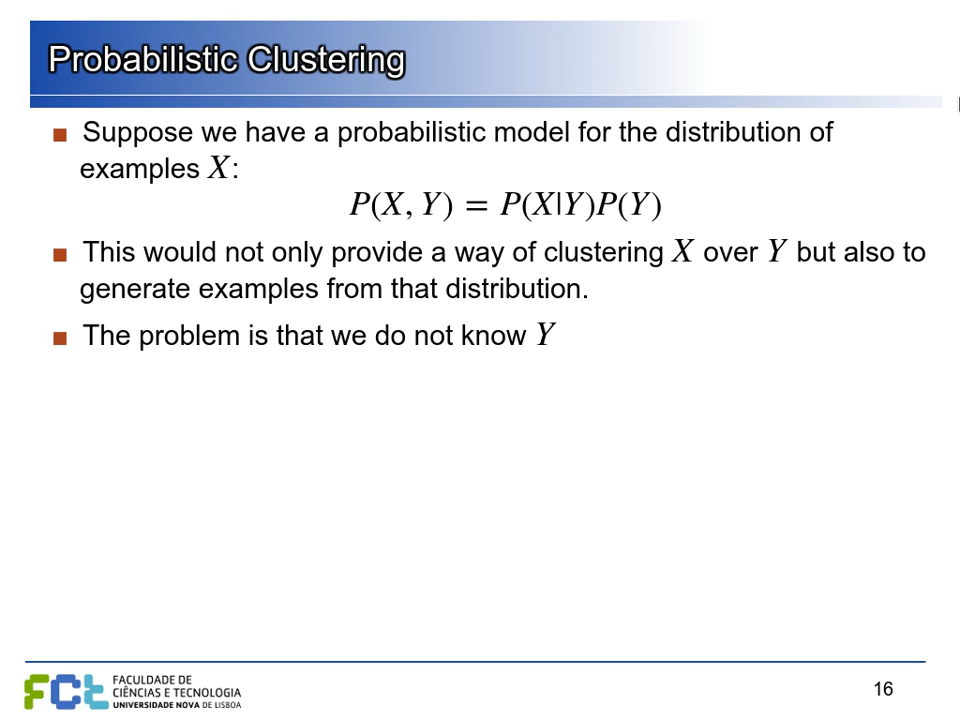 Probabilistic Clustering
■ Suppose we have a probabilistic model for the distribution of
examples X:
P(X, Y) = P(X|Y)P(Y)
■ This would not only provide a way of clustering X over Y but also to
generate examples from that distribution.
■ The problem is that we do not know Y
FCt
FACULDADE DE
CIÊNCIAS E TECNOLOGIA
UNIVERSIDADE NOVA DE LISBOA
16